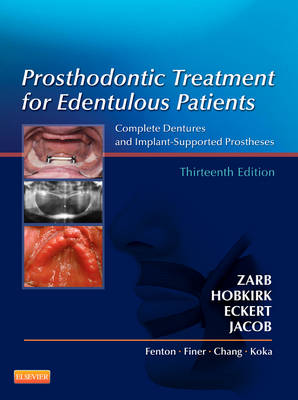 Prosthodontic Treatment
for Edentulous Patients
Complete Dentures
and Implant-Supported Prostheses
Thirteenth Edition
ZARB
HOBKIRK
ECKERT
JACOB
Fenton · Finer · Chang · Koka
ELSEVIER